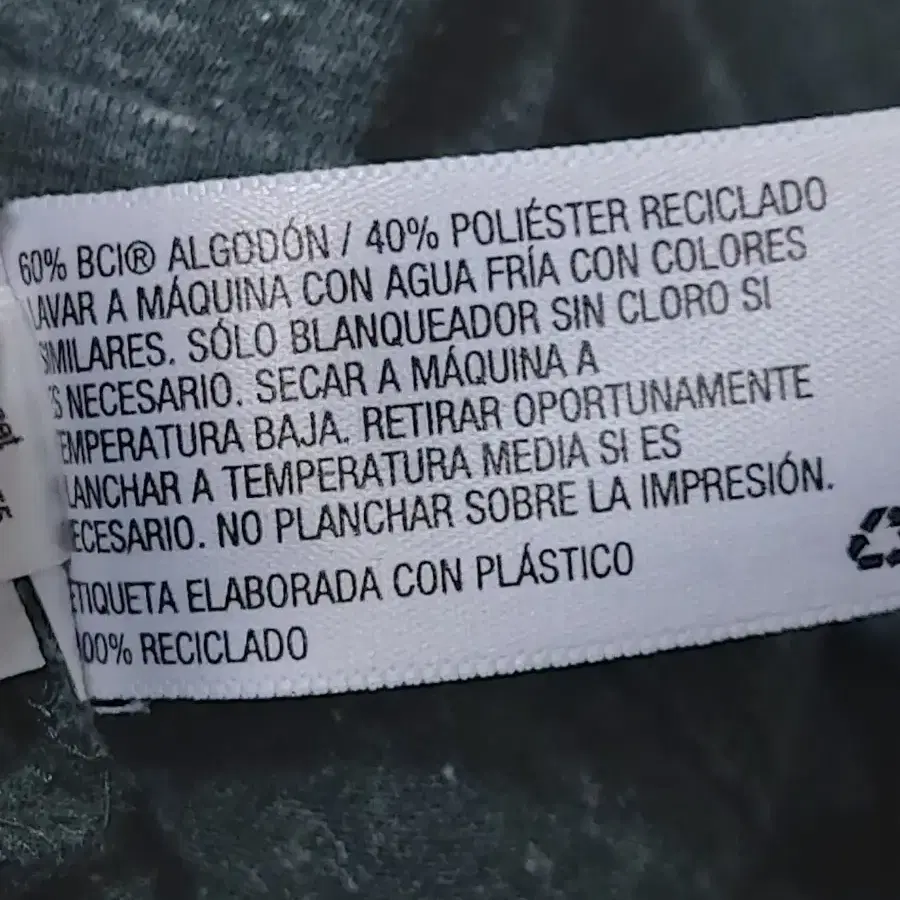 60% BCI® ALGODÓN / 40% POLIÉSTER RECICLADO
LAVAR A MÁQUINA CON AGUA FRÍA CON COLORES
SIMILARES. SÓLO BLANQUEADOR SIN CLORO SI
ES NECESARIO. SECAR A MÁQUINA A
TEMPERATURA BAJA. RETIRAR OPORTUNAMENTE
PLANCHAR A TEMPERATURA MEDIA SI ES
NECESARIO. NO PLANCHAR SOBRE LA IMPRESIÓN.
ETIQUETA ELABORADA CON PLÁSTICO
100% RECICLADO